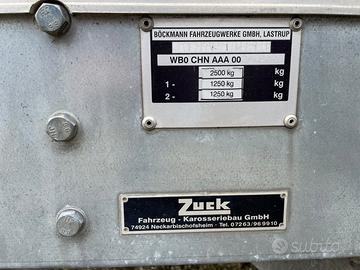 BÖCKMANN FAHRZEUGWERKE GMBH, LASTRUP
WB0 CHN AAA 00
2500 kg kg
1 - 1250 kg kg
2 - 1250 kg kg
Zuck
Fahrzeug - Karosseriebau GmbH
74924 Neckarbischofsheim - Tel. 07263/969910
subito